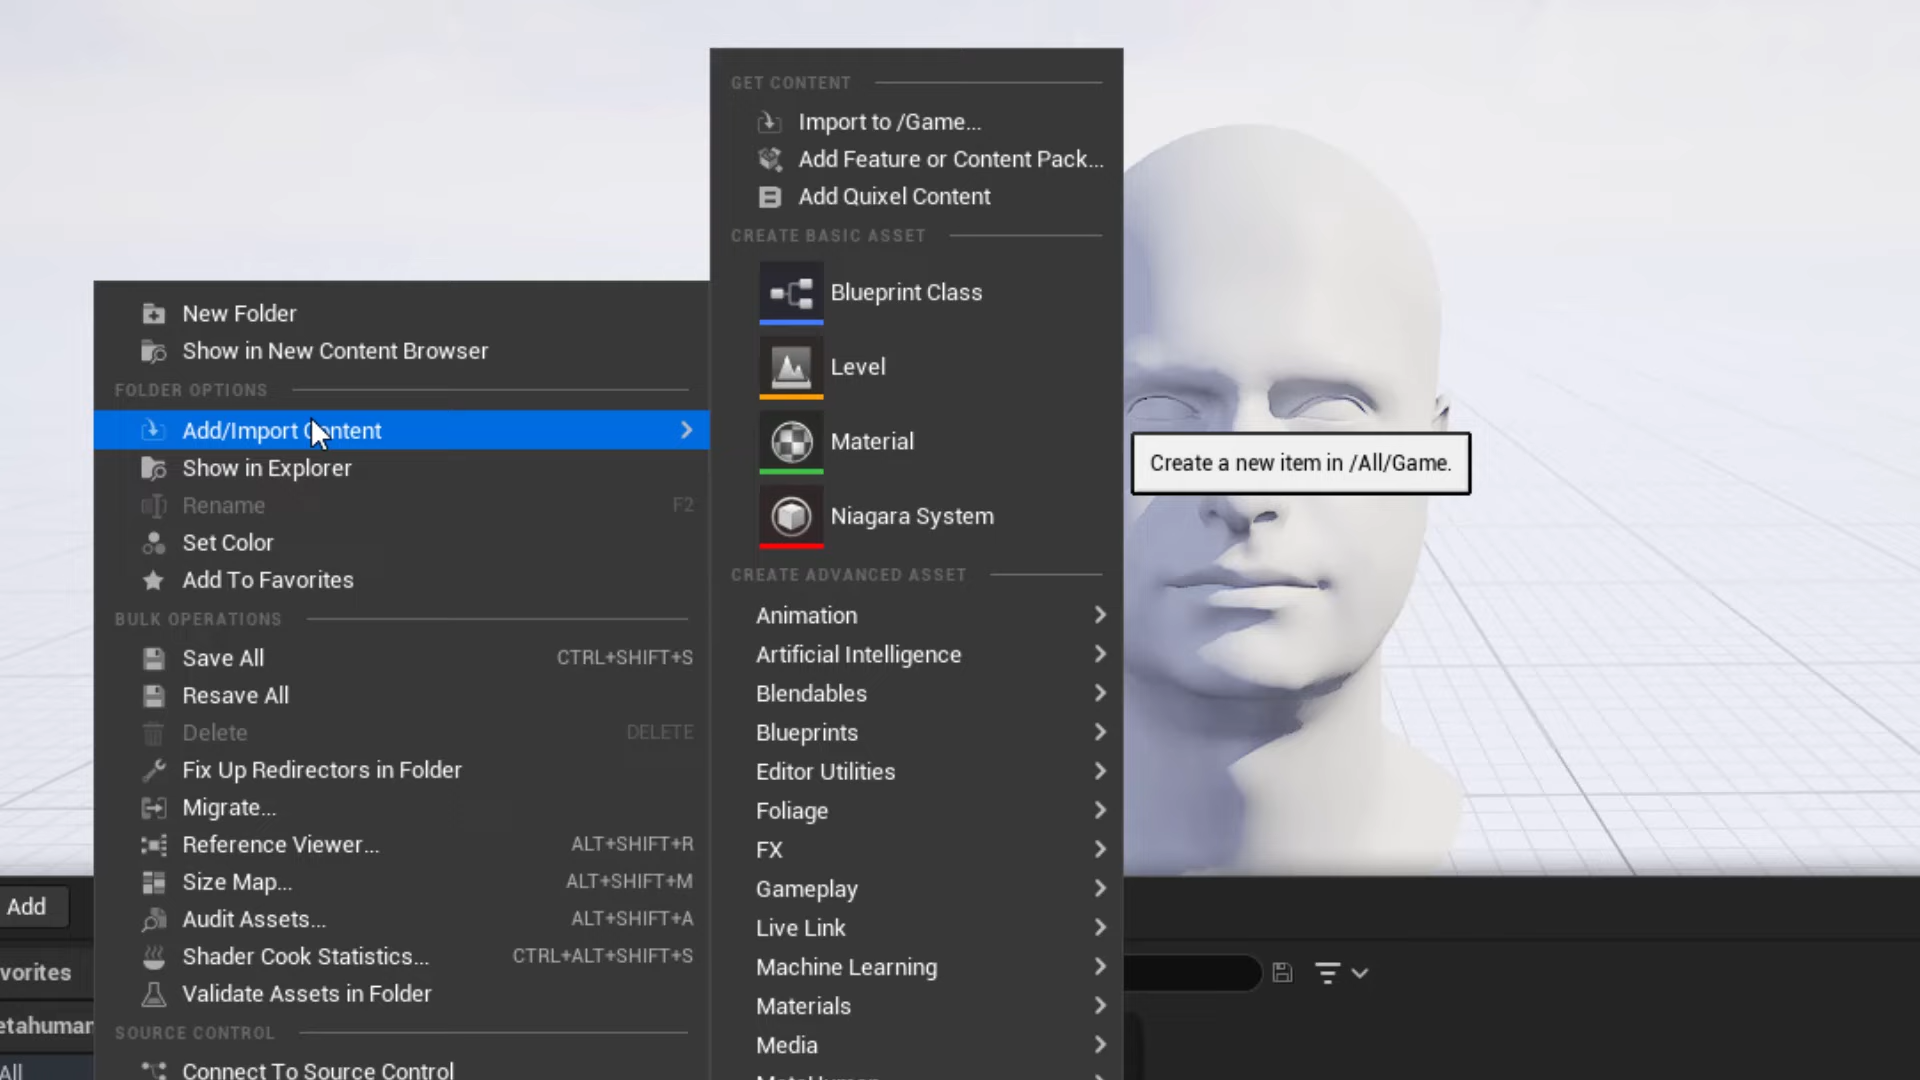 GET CONTENT
Import to /Game...
Add Feature or Content Pack...
Add Quixel Content
CREATE BASIC ASSET
Blueprint Class
Level
Material
Niagara System
CREATE ADVANCED ASSET
Animation
Artificial Intelligence
Blendables
Blueprints
Editor Utilities
Foliage
FX
Gameplay
Live Link
Machine Learning
Materials
Media
New Folder
Show in New Content Browser
FOLDER OPTIONS
Add/Import Content
Show in Explorer
Rename F2
Set Color
Add To Favorites
BULK OPERATIONS
Save All CTRL+SHIFT+S
Resave All
Delete DELETE
Fix Up Redirectors in Folder
Migrate...
Reference Viewer... ALT+SHIFT+R
Size Map... ALT+SHIFT+M
Audit Assets... ALT+SHIFT+A
Shader Cook Statistics... CTRL+ALT+SHIFT+S
Validate Assets in Folder
SOURCE CONTROL
Connect To Source Control
Create a new item in /All/Game.
Add
vorites
etahuman
All